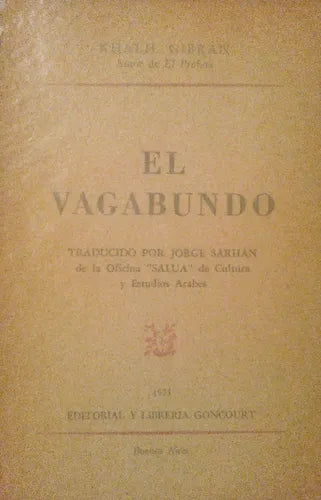 KHALIL GIBRAN
Autor de El Profeta
EL
VAGABUNDO
TRADUCIDO POR JORGE SARHAN
de la Oficina "SALUA" de Cultura
y Estudios Arabes
EDITORIAL Y LIBRERIA GONCOURT
Buenos Aires